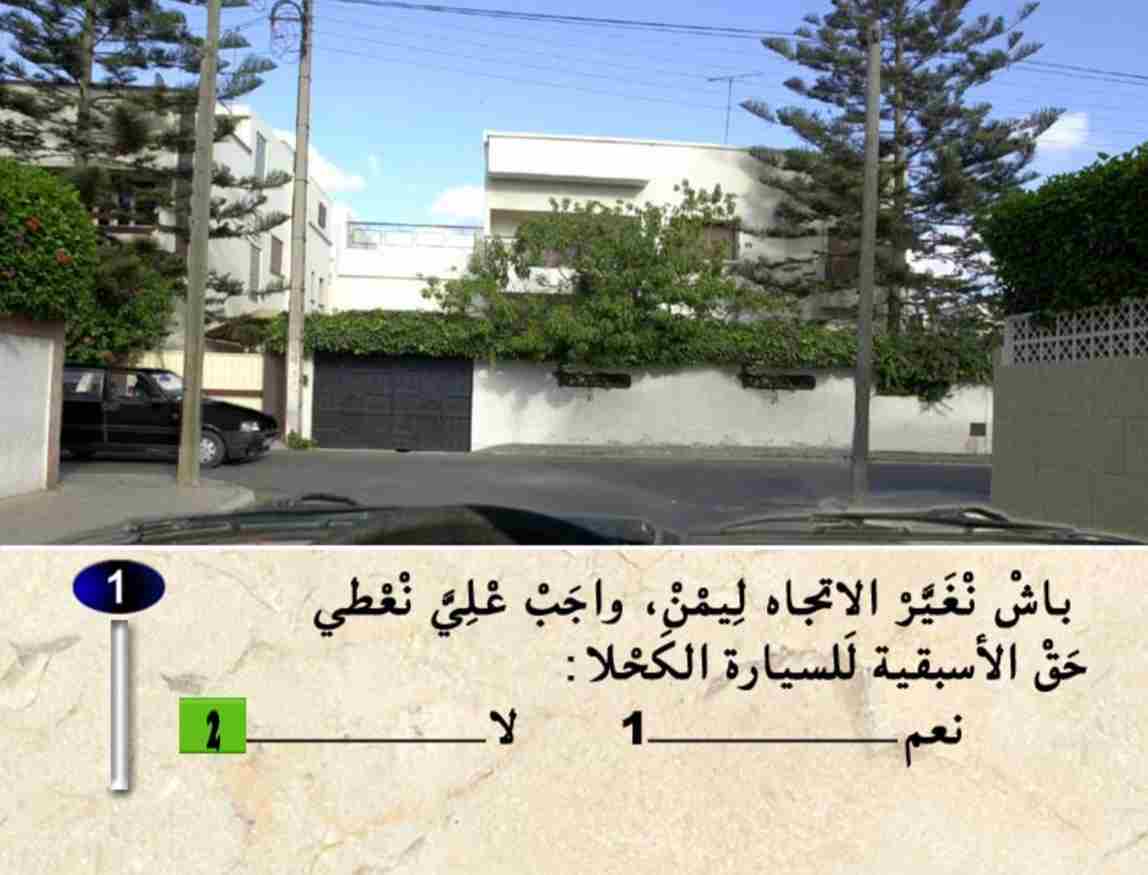 1
باشْ نْغَيَّرْ الاتجاه لِيمْنْ، واجَبْ عْلِيَّ نْعْطي
حَقْ الأسبقية لَلسيارة الكَحْلا :
نعم 1 لا 2